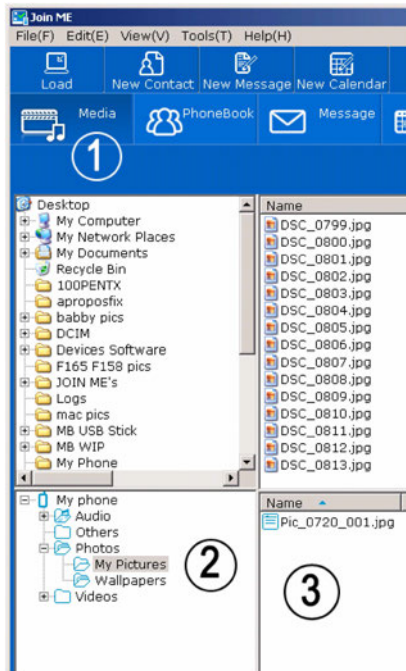 Join ME
File(F) Edit(E) View(V) Tools(T) Help(H)
Load New Contact New Message New Calendar
Media PhoneBook Message
1
Desktop
My Computer
My Network Places
My Documents
Recycle Bin
100PENTX
aproposfix
babby pics
DCIM
Devices Software
F165 F158 pics
JOIN ME's
Logs
mac pics
MB USB Stick
MB WIP
My Phone
Name
DSC_0799.jpg
DSC_0800.jpg
DSC_0801.jpg
DSC_0802.jpg
DSC_0803.jpg
DSC_0804.jpg
DSC_0805.jpg
DSC_0806.jpg
DSC_0807.jpg
DSC_0808.jpg
DSC_0809.jpg
DSC_0810.jpg
DSC_0811.jpg
DSC_0812.jpg
DSC_0813.jpg
My phone
Audio
Others
Photos
My Pictures
Wallpapers
Videos
2
Name
Pic_0720_001.jpg
3